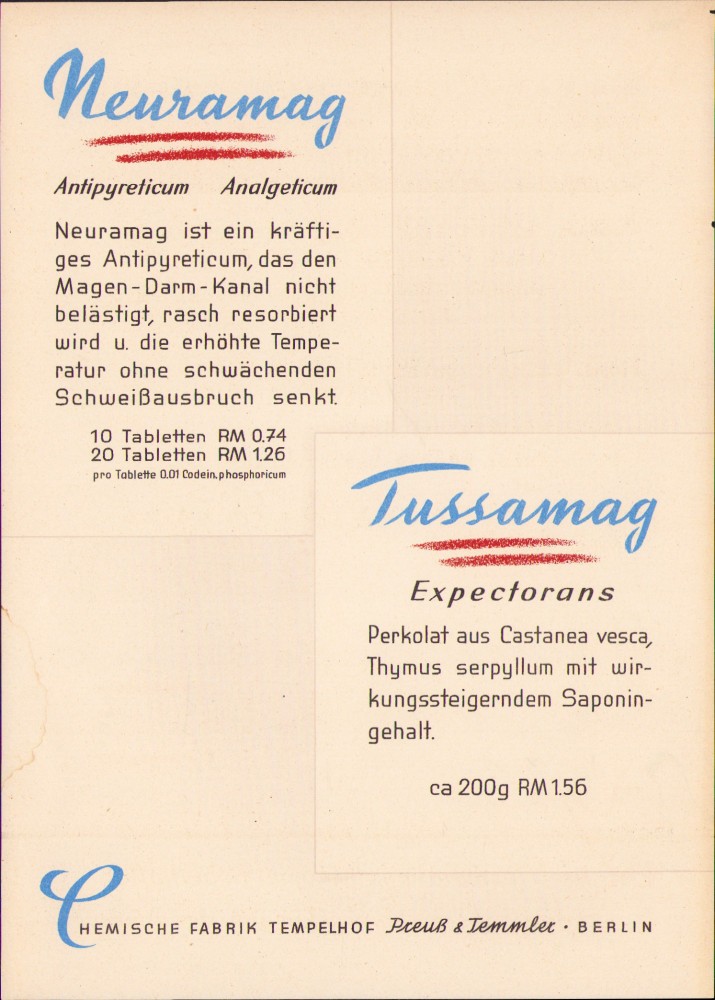 Neuramag
Antipyreticum Analgeticum
Neuramag ist ein kräfti-
ges Antipyreticum, das den
Magen-Darm-Kanal nicht
belästigt, rasch resorbiert
wird u. die erhöhte Tempe-
ratur ohne schwächenden
Schweißausbruch senkt.
10 Tabletten RM 0.74
20 Tabletten RM 1.26
pro Tablette 0.01 Codein.phosphoricum
Tussamag
Expectorans
Perkolat aus Castanea vesca,
Thymus serpyllum mit wir-
kungssteigerndem Saponin-
gehalt.
ca 200g RM 1.56
CHEMISCHE FABRIK TEMPELHOF Preuß & Temmler · BERLIN